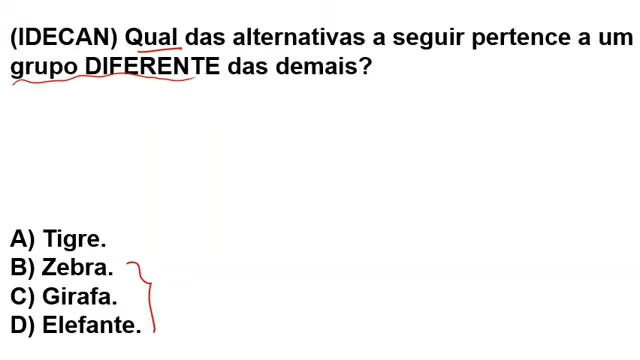 (IDECAN) Qual das alternativas a seguir pertence a um
grupo DIFERENTE das demais?
A) Tigre.
B) Zebra.
C) Girafa.
D) Elefante.